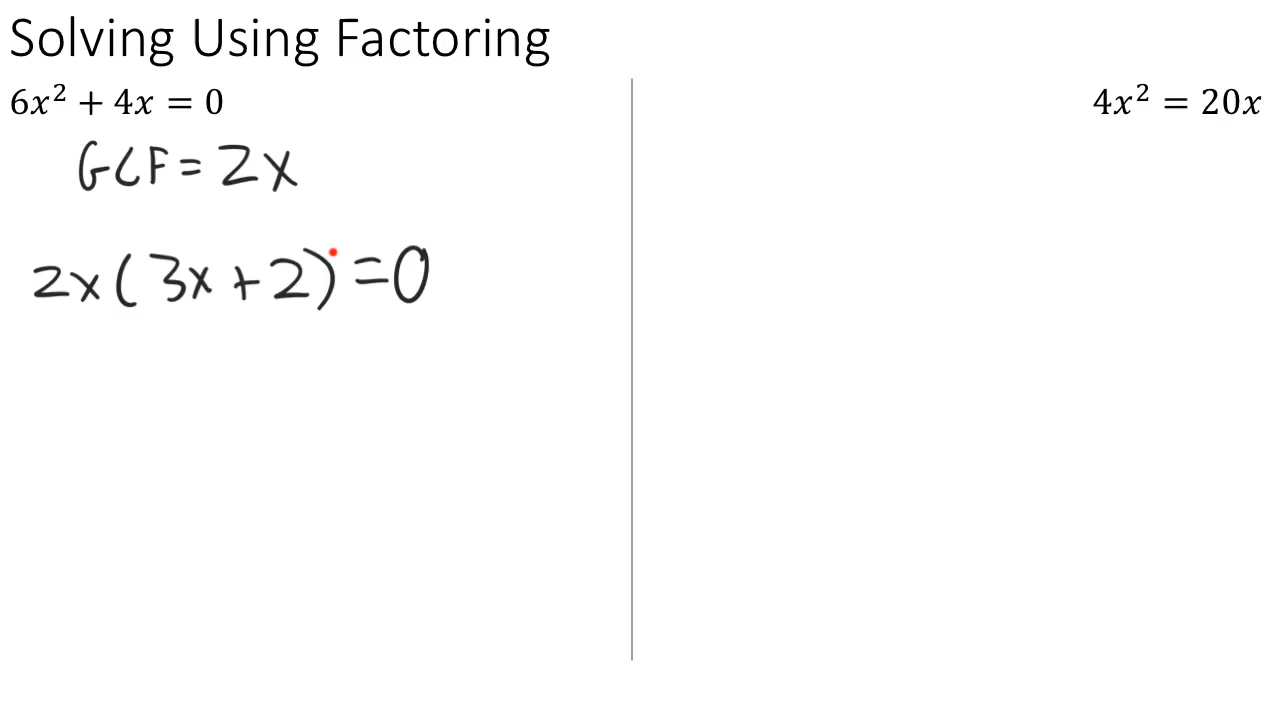 Solving Using Factoring
6x² + 4x = 0
GCF = 2x
2x(3x + 2) = 0
4x² = 20x